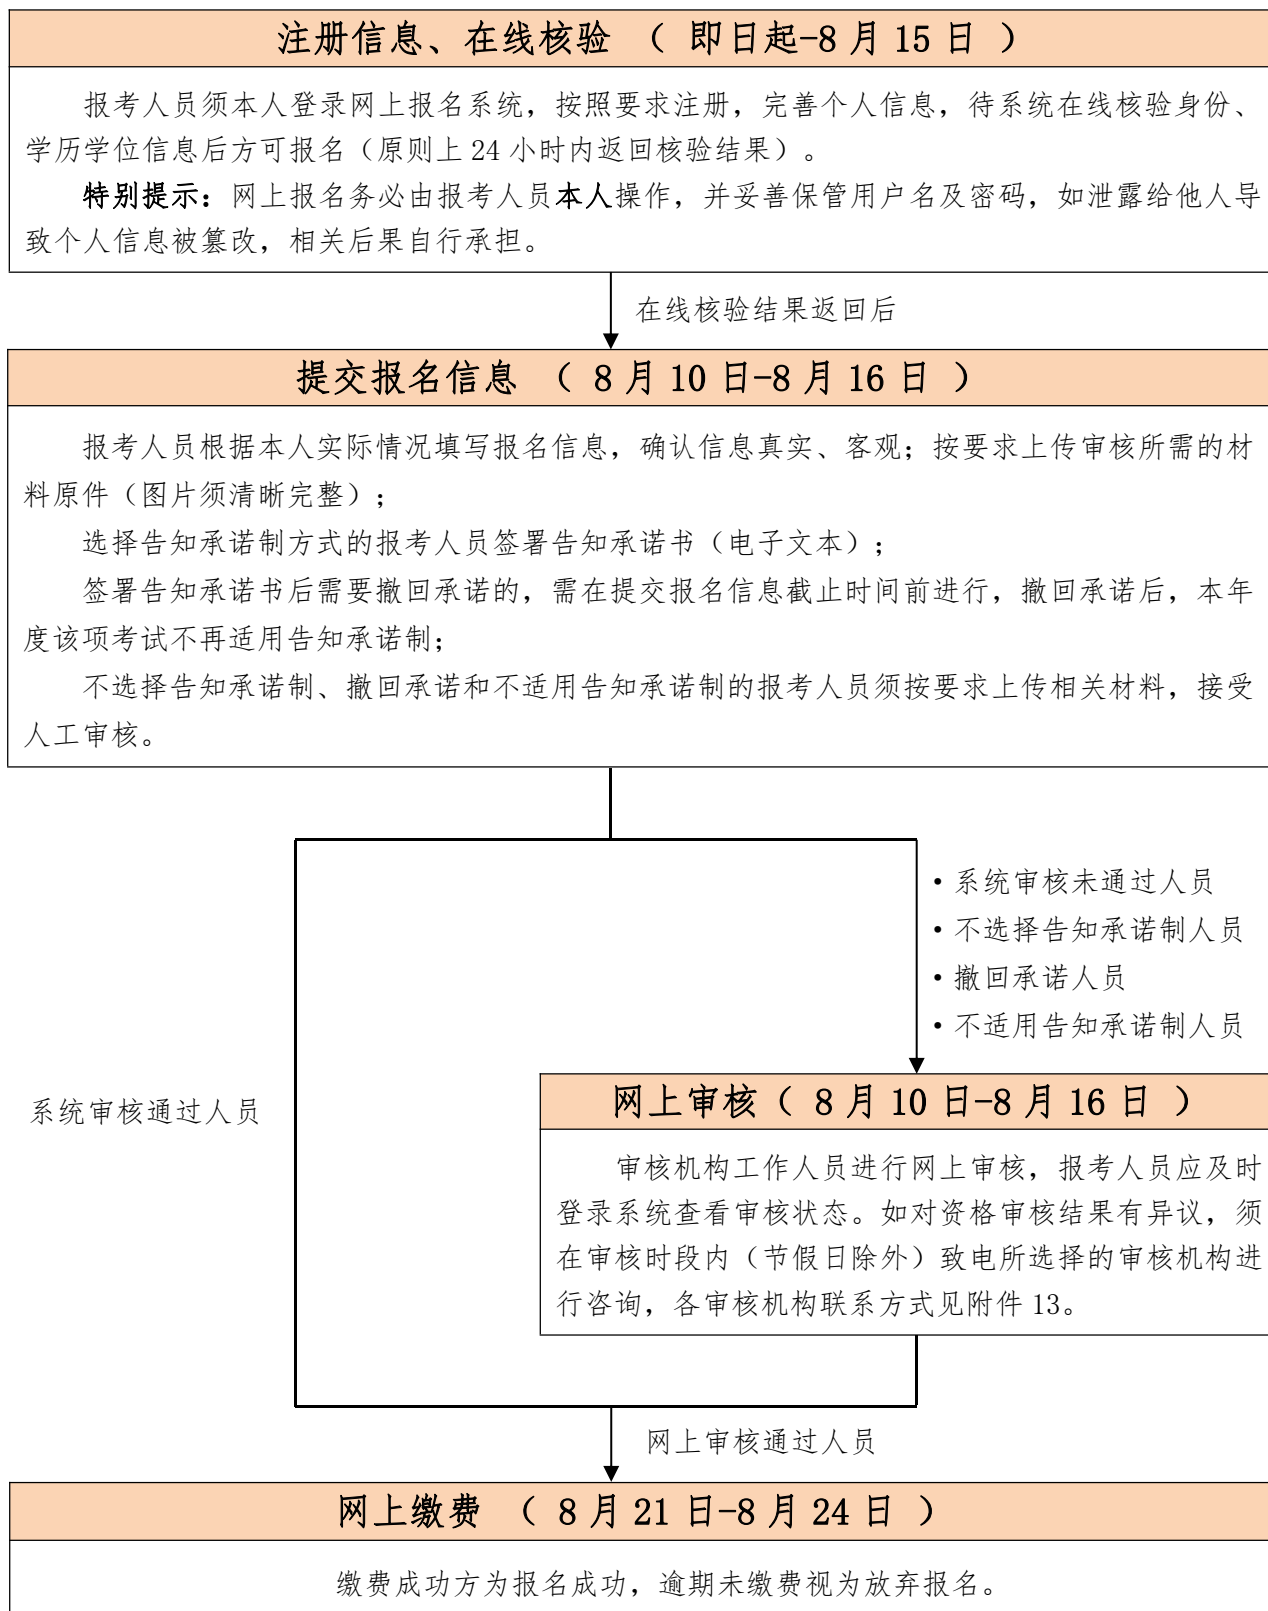 注册信息、在线核验 （ 即日起-8 月 15 日 ）
报考人员须本人登录网上报名系统，按照要求注册，完善个人信息，待系统在线核验身份、
学历学位信息后方可报名（原则上 24 小时内返回核验结果）。
特别提示：网上报名务必由报考人员本人操作，并妥善保管用户名及密码，如泄露给他人导
致个人信息被篡改，相关后果自行承担。
在线核验结果返回后
提交报名信息 （ 8 月 10 日-8 月 16 日 ）
报考人员根据本人实际情况填写报名信息，确认信息真实、客观；按要求上传审核所需的材
料原件（图片须清晰完整）；
选择告知承诺制方式的报考人员签署告知承诺书（电子文本）；
签署告知承诺书后需要撤回承诺的，需在提交报名信息截止时间前进行，撤回承诺后，本年
度该项考试不再适用告知承诺制；
不选择告知承诺制、撤回承诺和不适用告知承诺制的报考人员须按要求上传相关材料，接受
人工审核。
·系统审核未通过人员
·不选择告知承诺制人员
·撤回承诺人员
·不适用告知承诺制人员
系统审核通过人员
网上审核（ 8 月 10 日-8 月 16 日 ）
审核机构工作人员进行网上审核，报考人员应及时
登录系统查看审核状态。如对资格审核结果有异议，须
在审核时段内（节假日除外）致电所选择的审核机构进
行咨询，各审核机构联系方式见附件 13。
网上审核通过人员
网上缴费 （ 8 月 21 日-8 月 24 日 ）
缴费成功方为报名成功，逾期未缴费视为放弃报名。